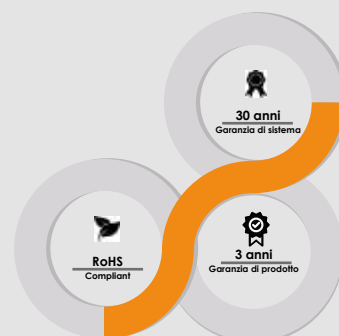 30 anni
Garanzia di sistema
RoHS
Compliant
3 anni
Garanzia di prodotto